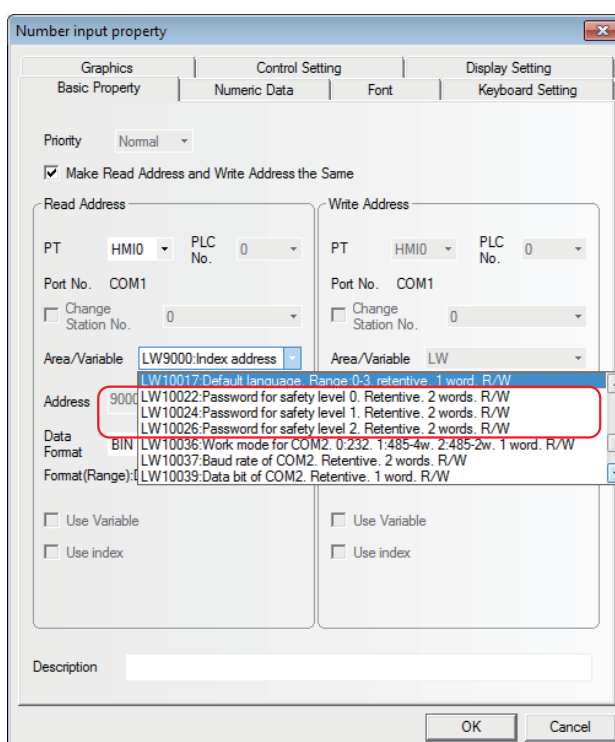 Number input property
Graphics Control Setting Display Setting
Basic Property Numeric Data Font Keyboard Setting
Priority Normal
Make Read Address and Write Address the Same
Read Address
PT HMI0 PLC No. 0
Port No. COM1
Change Station No. 0
Area/Variable LW9000:Index address
Write Address
PT HMI0 PLC No. 0
Port No. COM1
Change Station No. 0
Area/Variable LW
LW10017:Default language. Range:0-3, retentive. 1 word. R/W
LW10022:Password for safety level 0. Retentive. 2 words. R/W
LW10024:Password for safety level 1. Retentive. 2 words. R/W
LW10026:Password for safety level 2. Retentive. 2 words. R/W
LW10036:Work mode for COM2. 0:232. 1:485-4w. 2:485-2w. 1 word. R/W
LW10037:Baud rate of COM2. Retentive. 2 words. R/W
LW10039:Data bit of COM2. Retentive. 1 word. R/W
Address 9000
Data Format BIN
Format(Range):
Use Variable
Use index
Use Variable
Use index
Description
OK Cancel